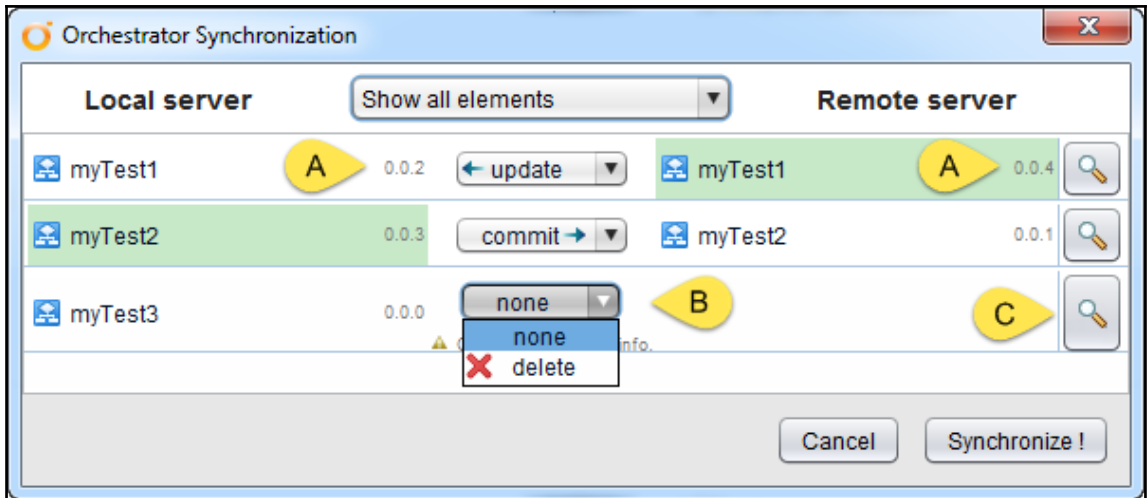 Orchestrator Synchronization
Local server Show all elements Remote server
myTest1 A 0.0.2 update myTest1 A 0.0.4
myTest2 0.0.3 commit myTest2 0.0.1
myTest3 0.0.0 none B C
none info.
delete
Cancel Synchronize !